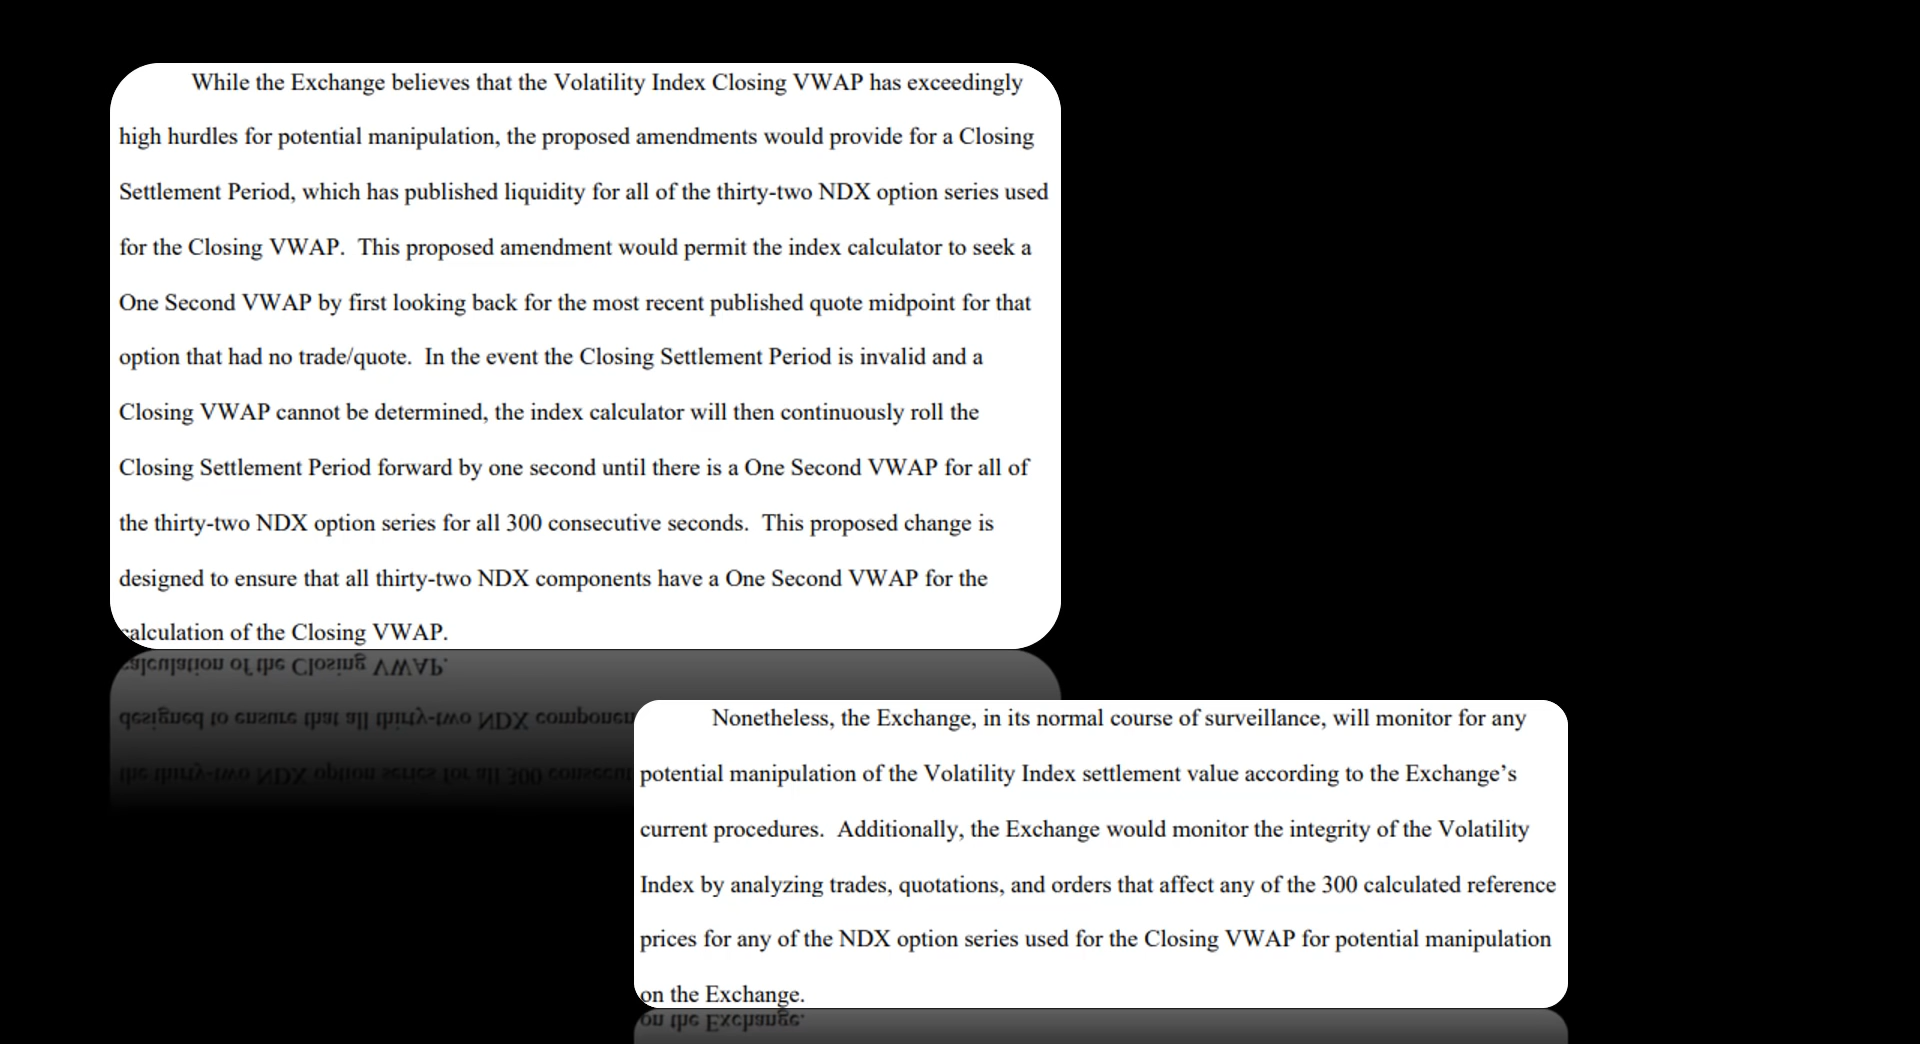 While the Exchange believes that the Volatility Index Closing VWAP has exceedingly
high hurdles for potential manipulation, the proposed amendments would provide for a Closing
Settlement Period, which has published liquidity for all of the thirty-two NDX option series used
for the Closing VWAP.  This proposed amendment would permit the index calculator to seek a
One Second VWAP by first looking back for the most recent published quote midpoint for that
option that had no trade/quote.  In the event the Closing Settlement Period is invalid and a
Closing VWAP cannot be determined, the index calculator will then continuously roll the
Closing Settlement Period forward by one second until there is a One Second VWAP for all of
the thirty-two NDX option series for all 300 consecutive seconds.  This proposed change is
designed to ensure that all thirty-two NDX components have a One Second VWAP for the
calculation of the Closing VWAP.
Nonetheless, the Exchange, in its normal course of surveillance, will monitor for any
potential manipulation of the Volatility Index settlement value according to the Exchange’s
current procedures.  Additionally, the Exchange would monitor the integrity of the Volatility
Index by analyzing trades, quotations, and orders that affect any of the 300 calculated reference
prices for any of the NDX option series used for the Closing VWAP for potential manipulation
on the Exchange.